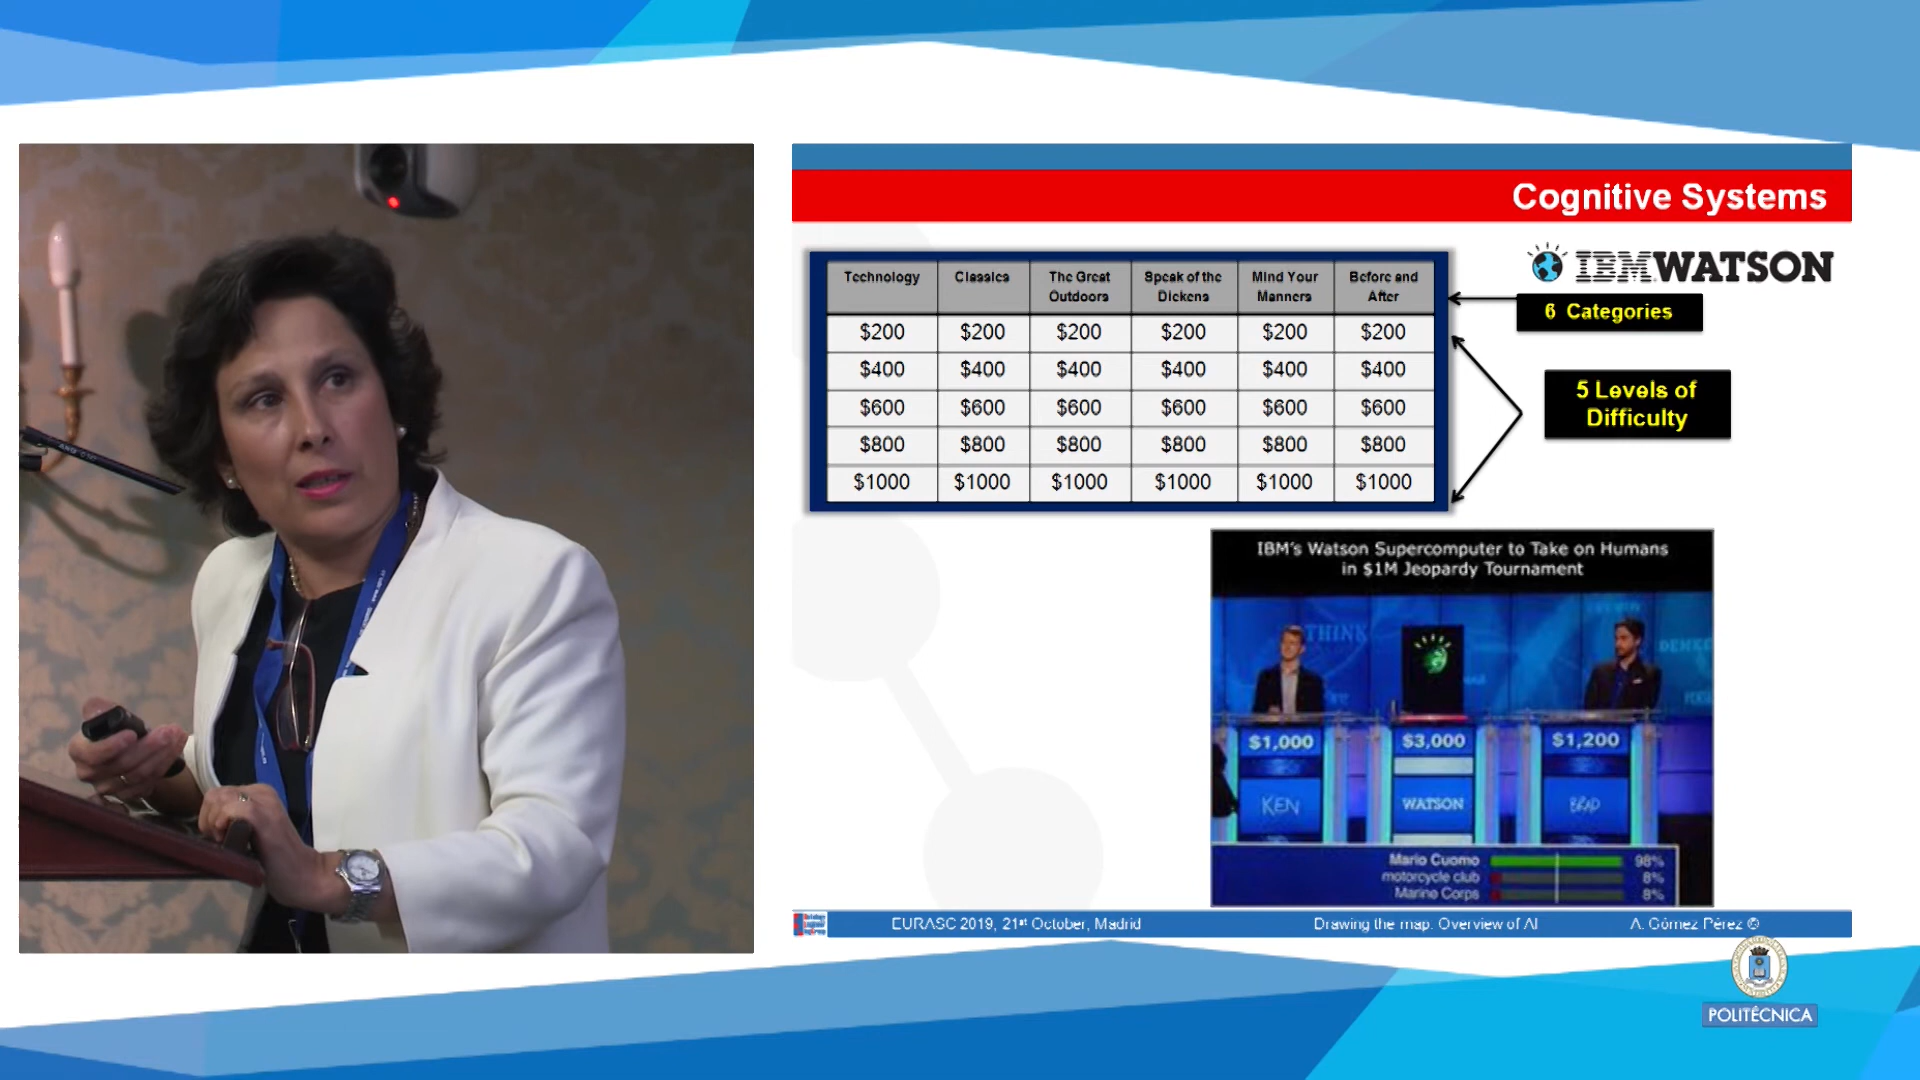 Cognitive Systems
IBM WATSON
Technology Classics The Great Outdoors Speak of the Dickens Mind Your Manners Before and After
$200 $200 $200 $200 $200 $200
$400 $400 $400 $400 $400 $400
$600 $600 $600 $600 $600 $600
$800 $800 $800 $800 $800 $800
$1000 $1000 $1000 $1000 $1000 $1000
6 Categories
5 Levels of
Difficulty
IBM's Watson Supercomputer to Take on Humans
in $1M Jeopardy Tournament
THINK
$1,000 $3,000 $1,200
KEN WATSON BRAD
Mario Cuomo 98%
motorcycle club 8%
Marine Corps 8%
EURASC 2019, 21st October, Madrid Drawing the map. Overview of AI A. Gómez Pérez ©
POLITÉCNICA